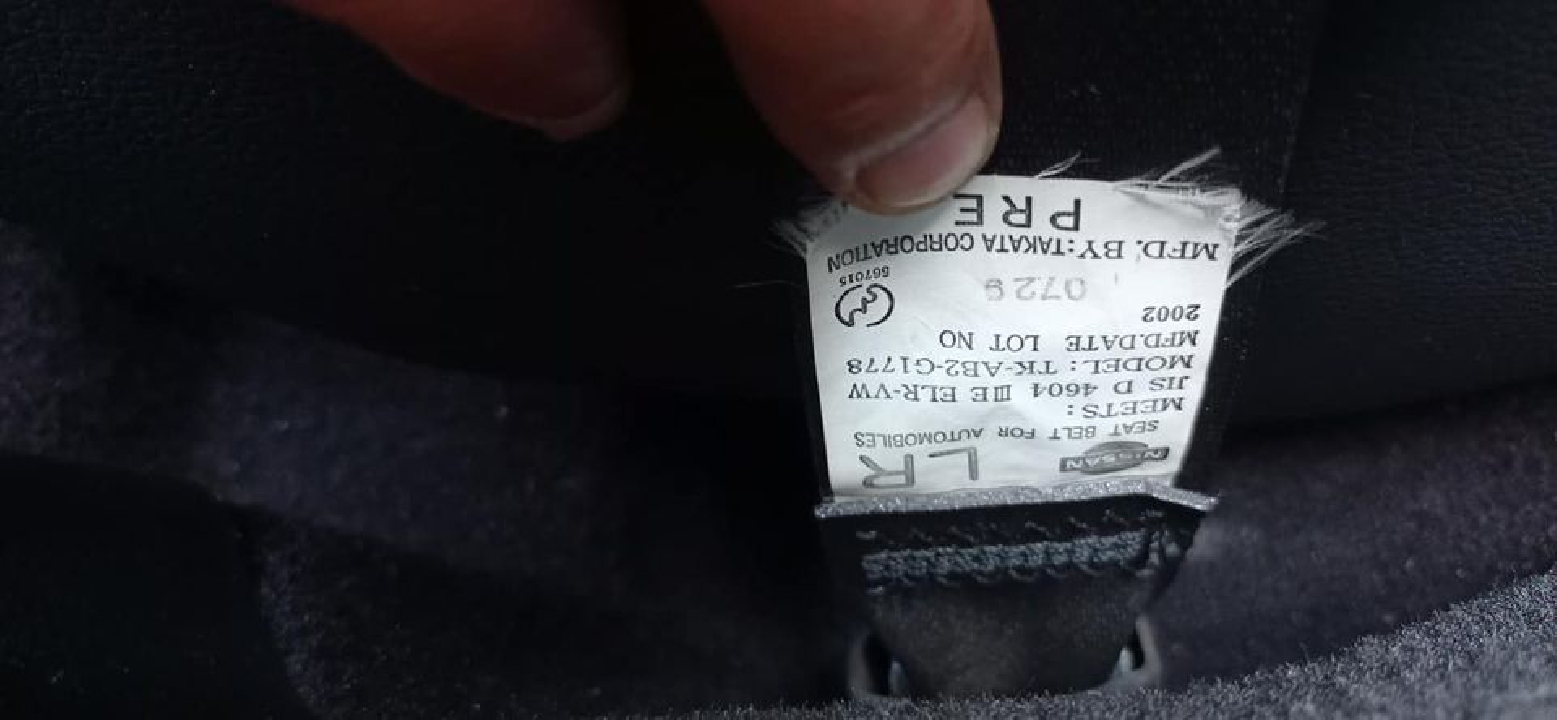 NISSAN LR
SEAT BELT FOR AUTOMOBILES
MEETS :
JIS D 4604 ⅢE ELR-VW
MODEL : TK-AB2-G1778
MFD.DATE LOT NO
2002
0729
567015
MFD. BY: TAKATA CORPORATION
PRE